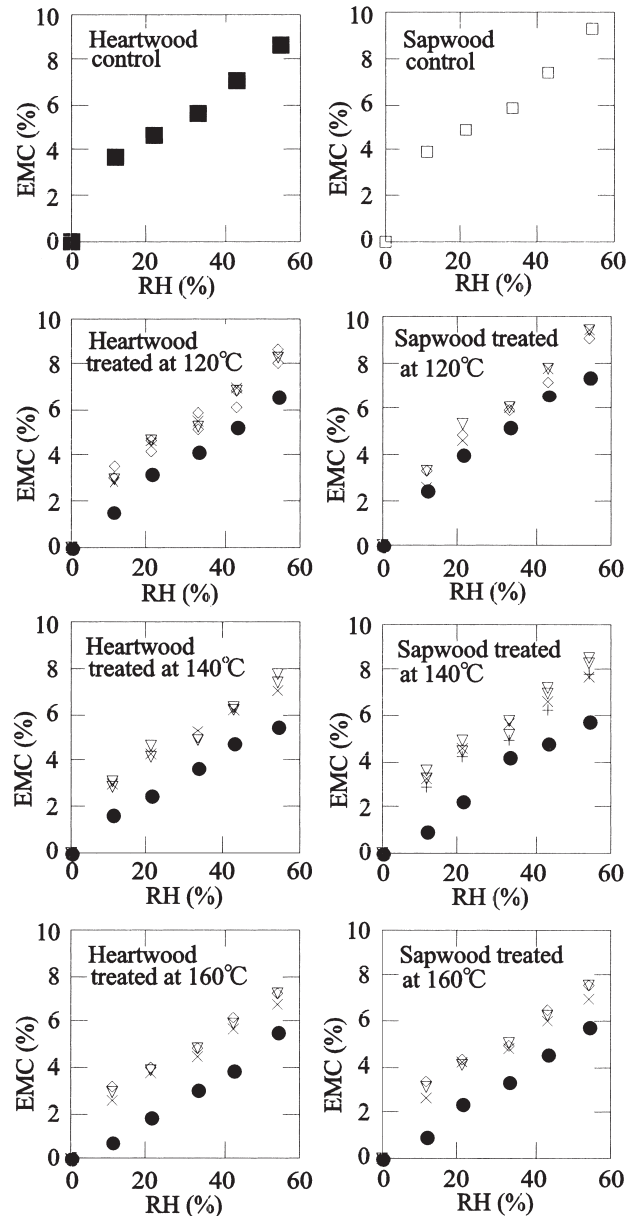 Heartwood
control
EMC (%)
10
8
6
4
2
0
0 20 40 60
RH (%)
Sapwood
control
EMC (%)
10
8
6
4
2
0
0 20 40 60
RH (%)
Heartwood
treated at 120℃
EMC (%)
10
8
6
4
2
0
0 20 40 60
RH (%)
Sapwood treated
at 120℃
EMC (%)
10
8
6
4
2
0
0 20 40 60
RH (%)
Heartwood
treated at 140℃
EMC (%)
10
8
6
4
2
0
0 20 40 60
RH (%)
Sapwood treated
at 140℃
EMC (%)
10
8
6
4
2
0
0 20 40 60
RH (%)
Heartwood
treated at 160℃
EMC (%)
10
8
6
4
2
0
0 20 40 60
RH (%)
Sapwood treated
at 160℃
EMC (%)
10
8
6
4
2
0
0 20 40 60
RH (%)